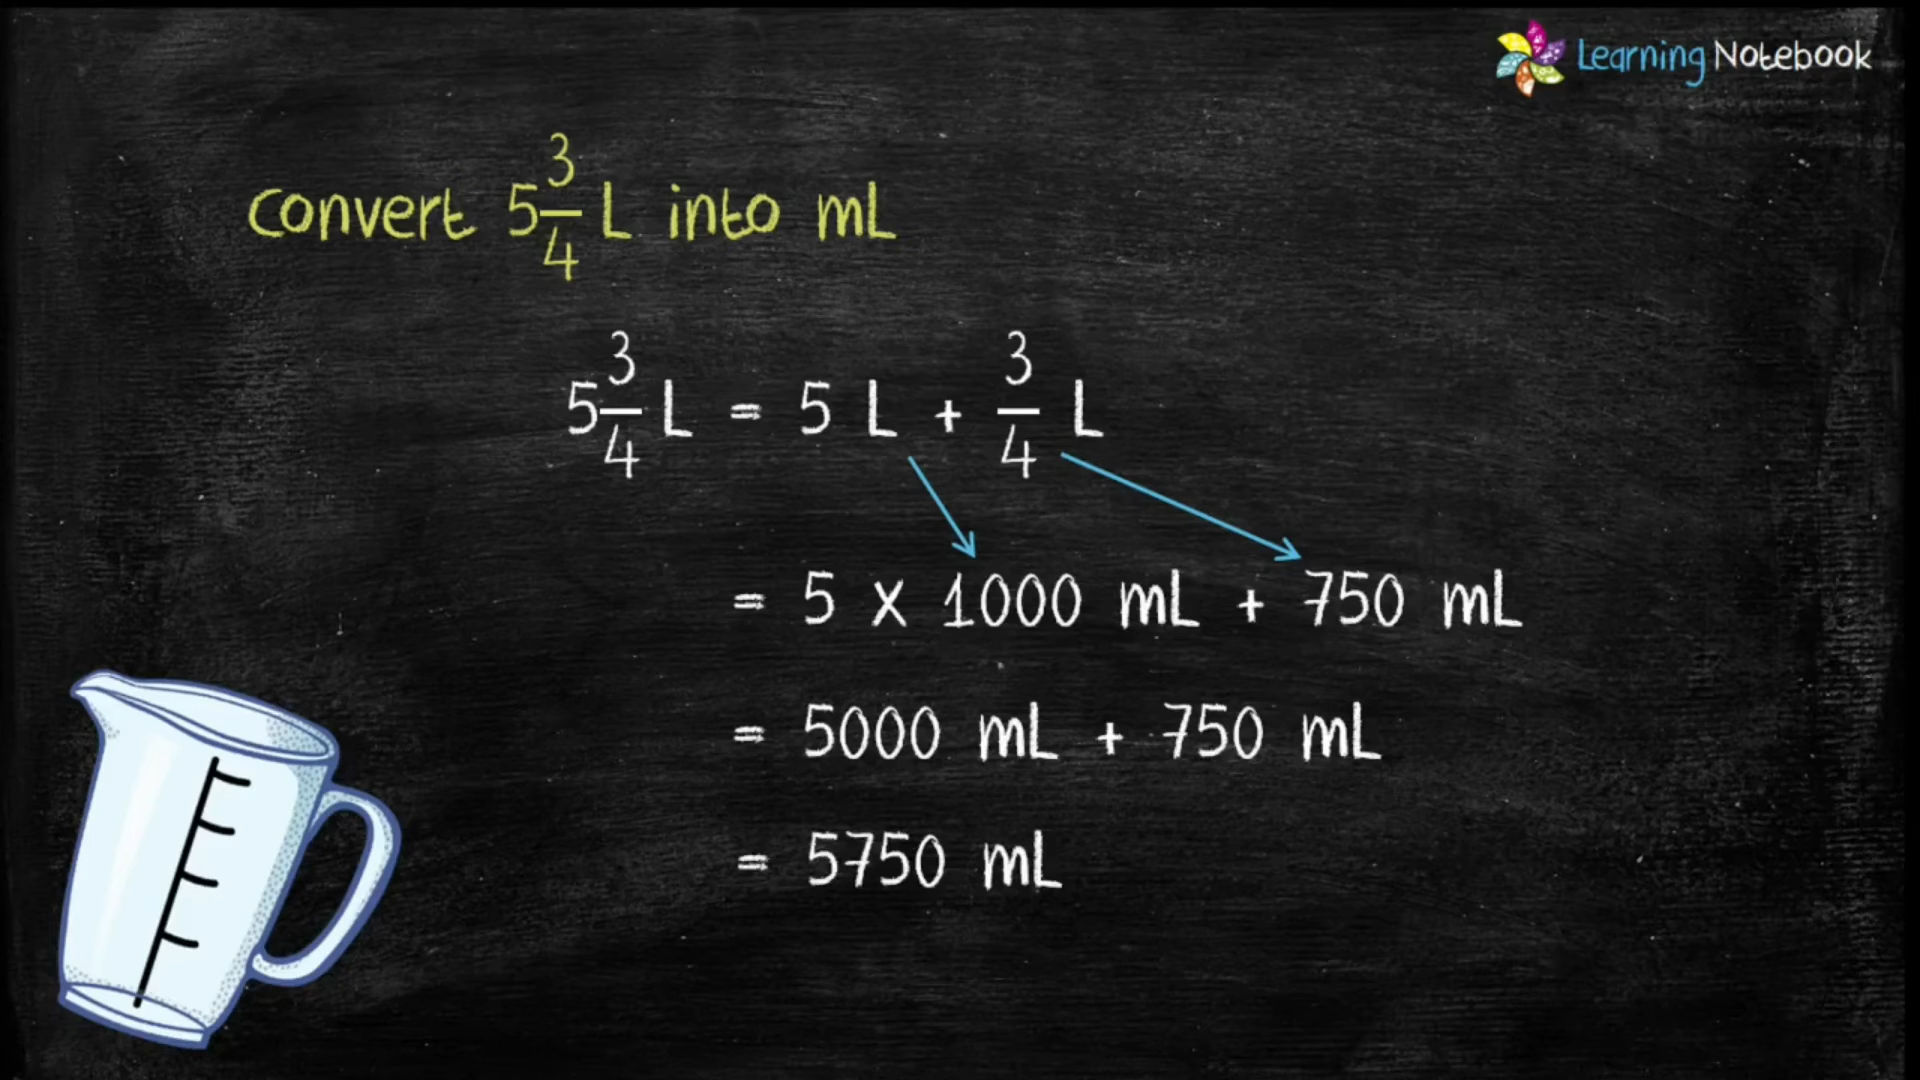 Learning Notebook
convert 5 3/4 L into mL
5 3/4 L = 5 L + 3/4 L
= 5 x 1000 mL + 750 mL
= 5000 mL + 750 mL
= 5750 mL